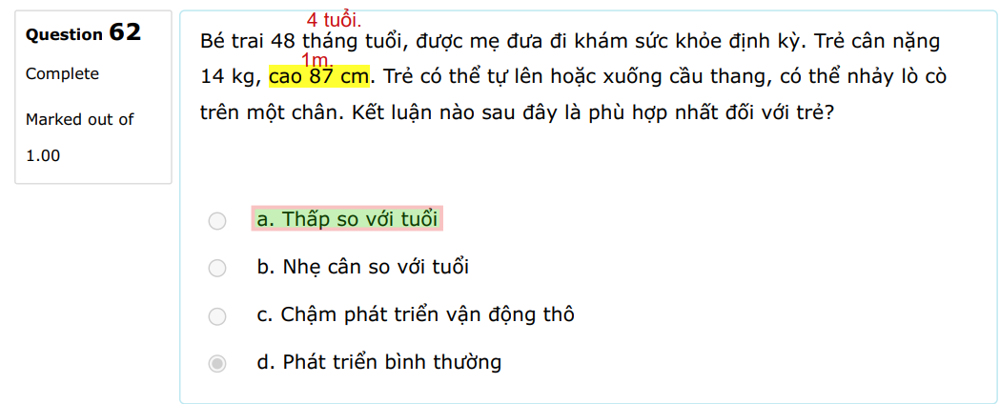 Question 62
Complete
Marked out of
1.00
4 tuổi.
Bé trai 48 tháng tuổi, được mẹ đưa đi khám sức khỏe định kỳ. Trẻ cân nặng
1m.
14 kg, cao 87 cm. Trẻ có thể tự lên hoặc xuống cầu thang, có thể nhảy lò cò
trên một chân. Kết luận nào sau đây là phù hợp nhất đối với trẻ?
a. Thấp so với tuổi
b. Nhẹ cân so với tuổi
c. Chậm phát triển vận động thô
d. Phát triển bình thường